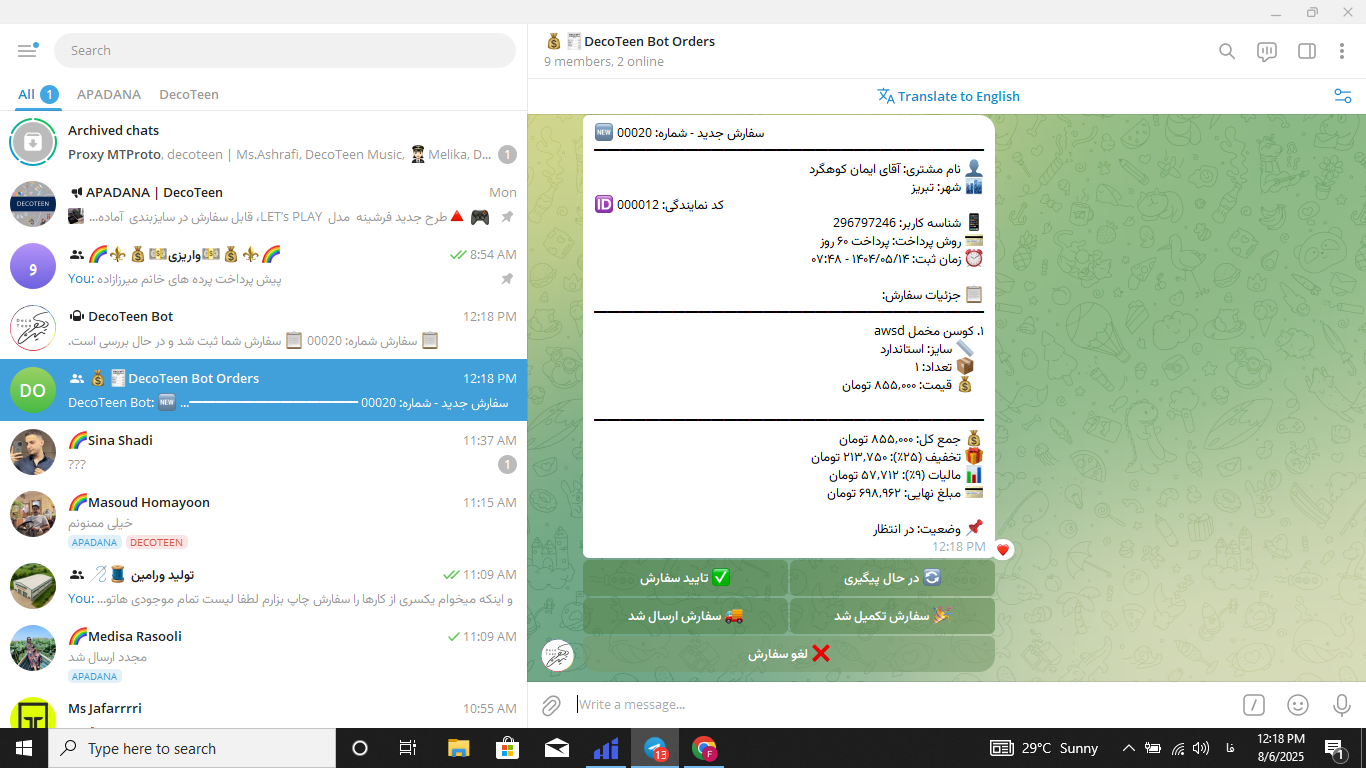 Search
All 1 APADANA DecoTeen
Archived chats
Proxy MTProto, decoteen | Ms.Ashrafi, DecoTeen Music, Melika, D... 1
APADANA | DecoTeen Mon
طرح جدید فرشینه مدل LET's PLAY، قابل سفارش در سایزبندی آماده...
و
واریزی 8:54 AM
You: پیش پرداخت پرده های خانم میرزازاده
DecoTeen Bot 12:18 PM
سفارش شماره: 00020 سفارش شما ثبت شد و در حال بررسی است.
DO
DecoTeen Bot Orders 12:18 PM
DecoTeen Bot: 🆕 سفارش جدید - شماره: 00020 ...
Sina Shadi 11:37 AM
??? 1
Masoud Homayoon 11:15 AM
خیلی ممنونم
APADANA DECOTEEN
تولید ورامین 11:09 AM
You: و اینکه میخوام یکسری از کارها را سفارش چاپ بزارم لطفا لیست تمام موجودی هاتو...
Medisa Rasooli 11:09 AM
مجدد ارسال شد
APADANA
Ms Jafarrrri 10:55 AM
DecoTeen Bot Orders
9 members, 2 online
Translate to English
🆕 سفارش جدید - شماره: 00020
👤 نام مشتری: آقای ایمان کوهگرد
🏙 شهر: تبریز
🆔 کد نمایندگی: 000012
📱 شناسه کاربر: 296797246
💳 روش پرداخت: پرداخت ۶۰ روز
⏰ زمان ثبت: ۱۴۰۴/۰۵/۱۴ - ۰۷:۴۸
📋 جزئیات سفارش:
۱. کوسن مخمل awsd
📏 سایز: استاندارد
📦 تعداد: ۱
💰 قیمت: ۸۵۵,۰۰۰ تومان
💰 جمع کل: ۸۵۵,۰۰۰ تومان
🎁 تخفیف (۲۵٪): ۲۱۳,۷۵۰ تومان
📊 مالیات (۹٪): ۵۷,۷۱۲ تومان
💳 مبلغ نهایی: ۶۹۸,۹۶۲ تومان
📌 وضعیت: در انتظار
12:18 PM
تایید سفارش ✅
در حال پیگیری 🔄
سفارش ارسال شد 🚚
سفارش تکمیل شد 🎉
لغو سفارش ❌
Write a message...
Type here to search
13
29°C Sunny
فا
12:18 PM
8/6/2025
1